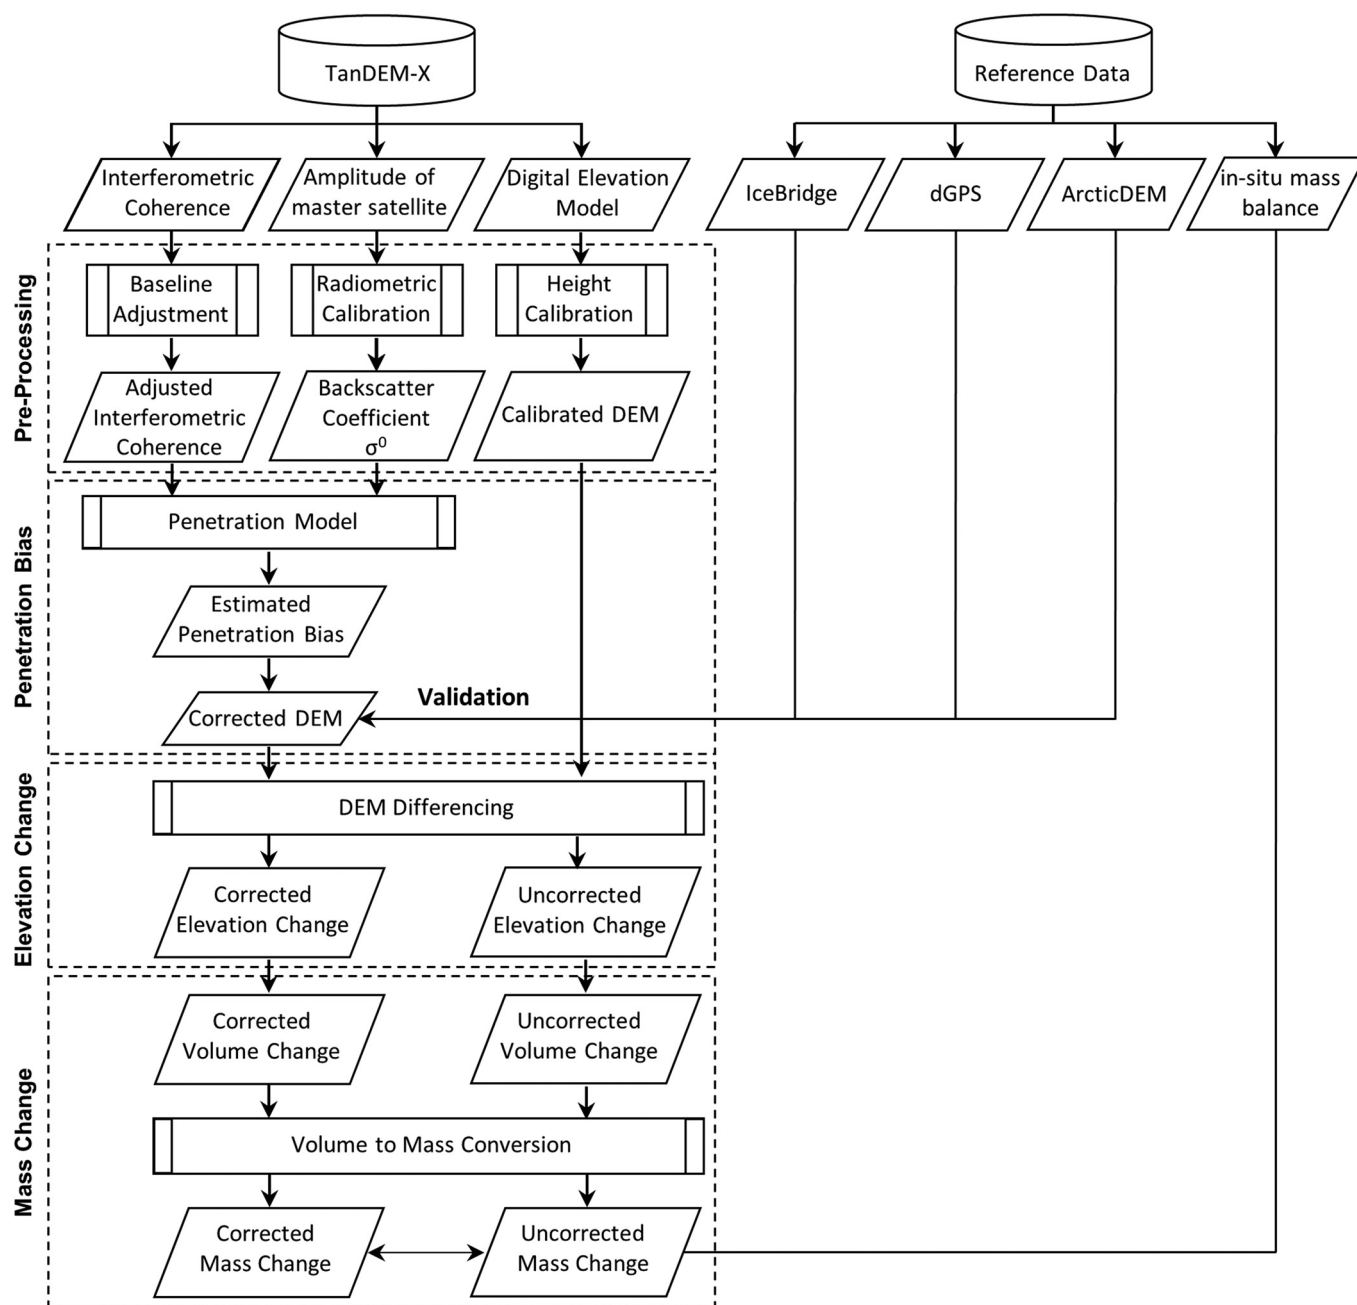 TanDEM-X
Reference Data
Interferometric
Coherence
Amplitude of
master satellite
Digital Elevation
Model
IceBridge
dGPS
ArcticDEM
in-situ mass
balance
Pre-Processing
Baseline
Adjustment
Radiometric
Calibration
Height
Calibration
Adjusted
Interferometric
Coherence
Backscatter
Coefficient
σ⁰
Calibrated DEM
Penetration Bias
Penetration Model
Estimated
Penetration Bias
Corrected DEM
Validation
Elevation Change
DEM Differencing
Corrected
Elevation Change
Uncorrected
Elevation Change
Mass Change
Corrected
Volume Change
Uncorrected
Volume Change
Volume to Mass Conversion
Corrected
Mass Change
Uncorrected
Mass Change